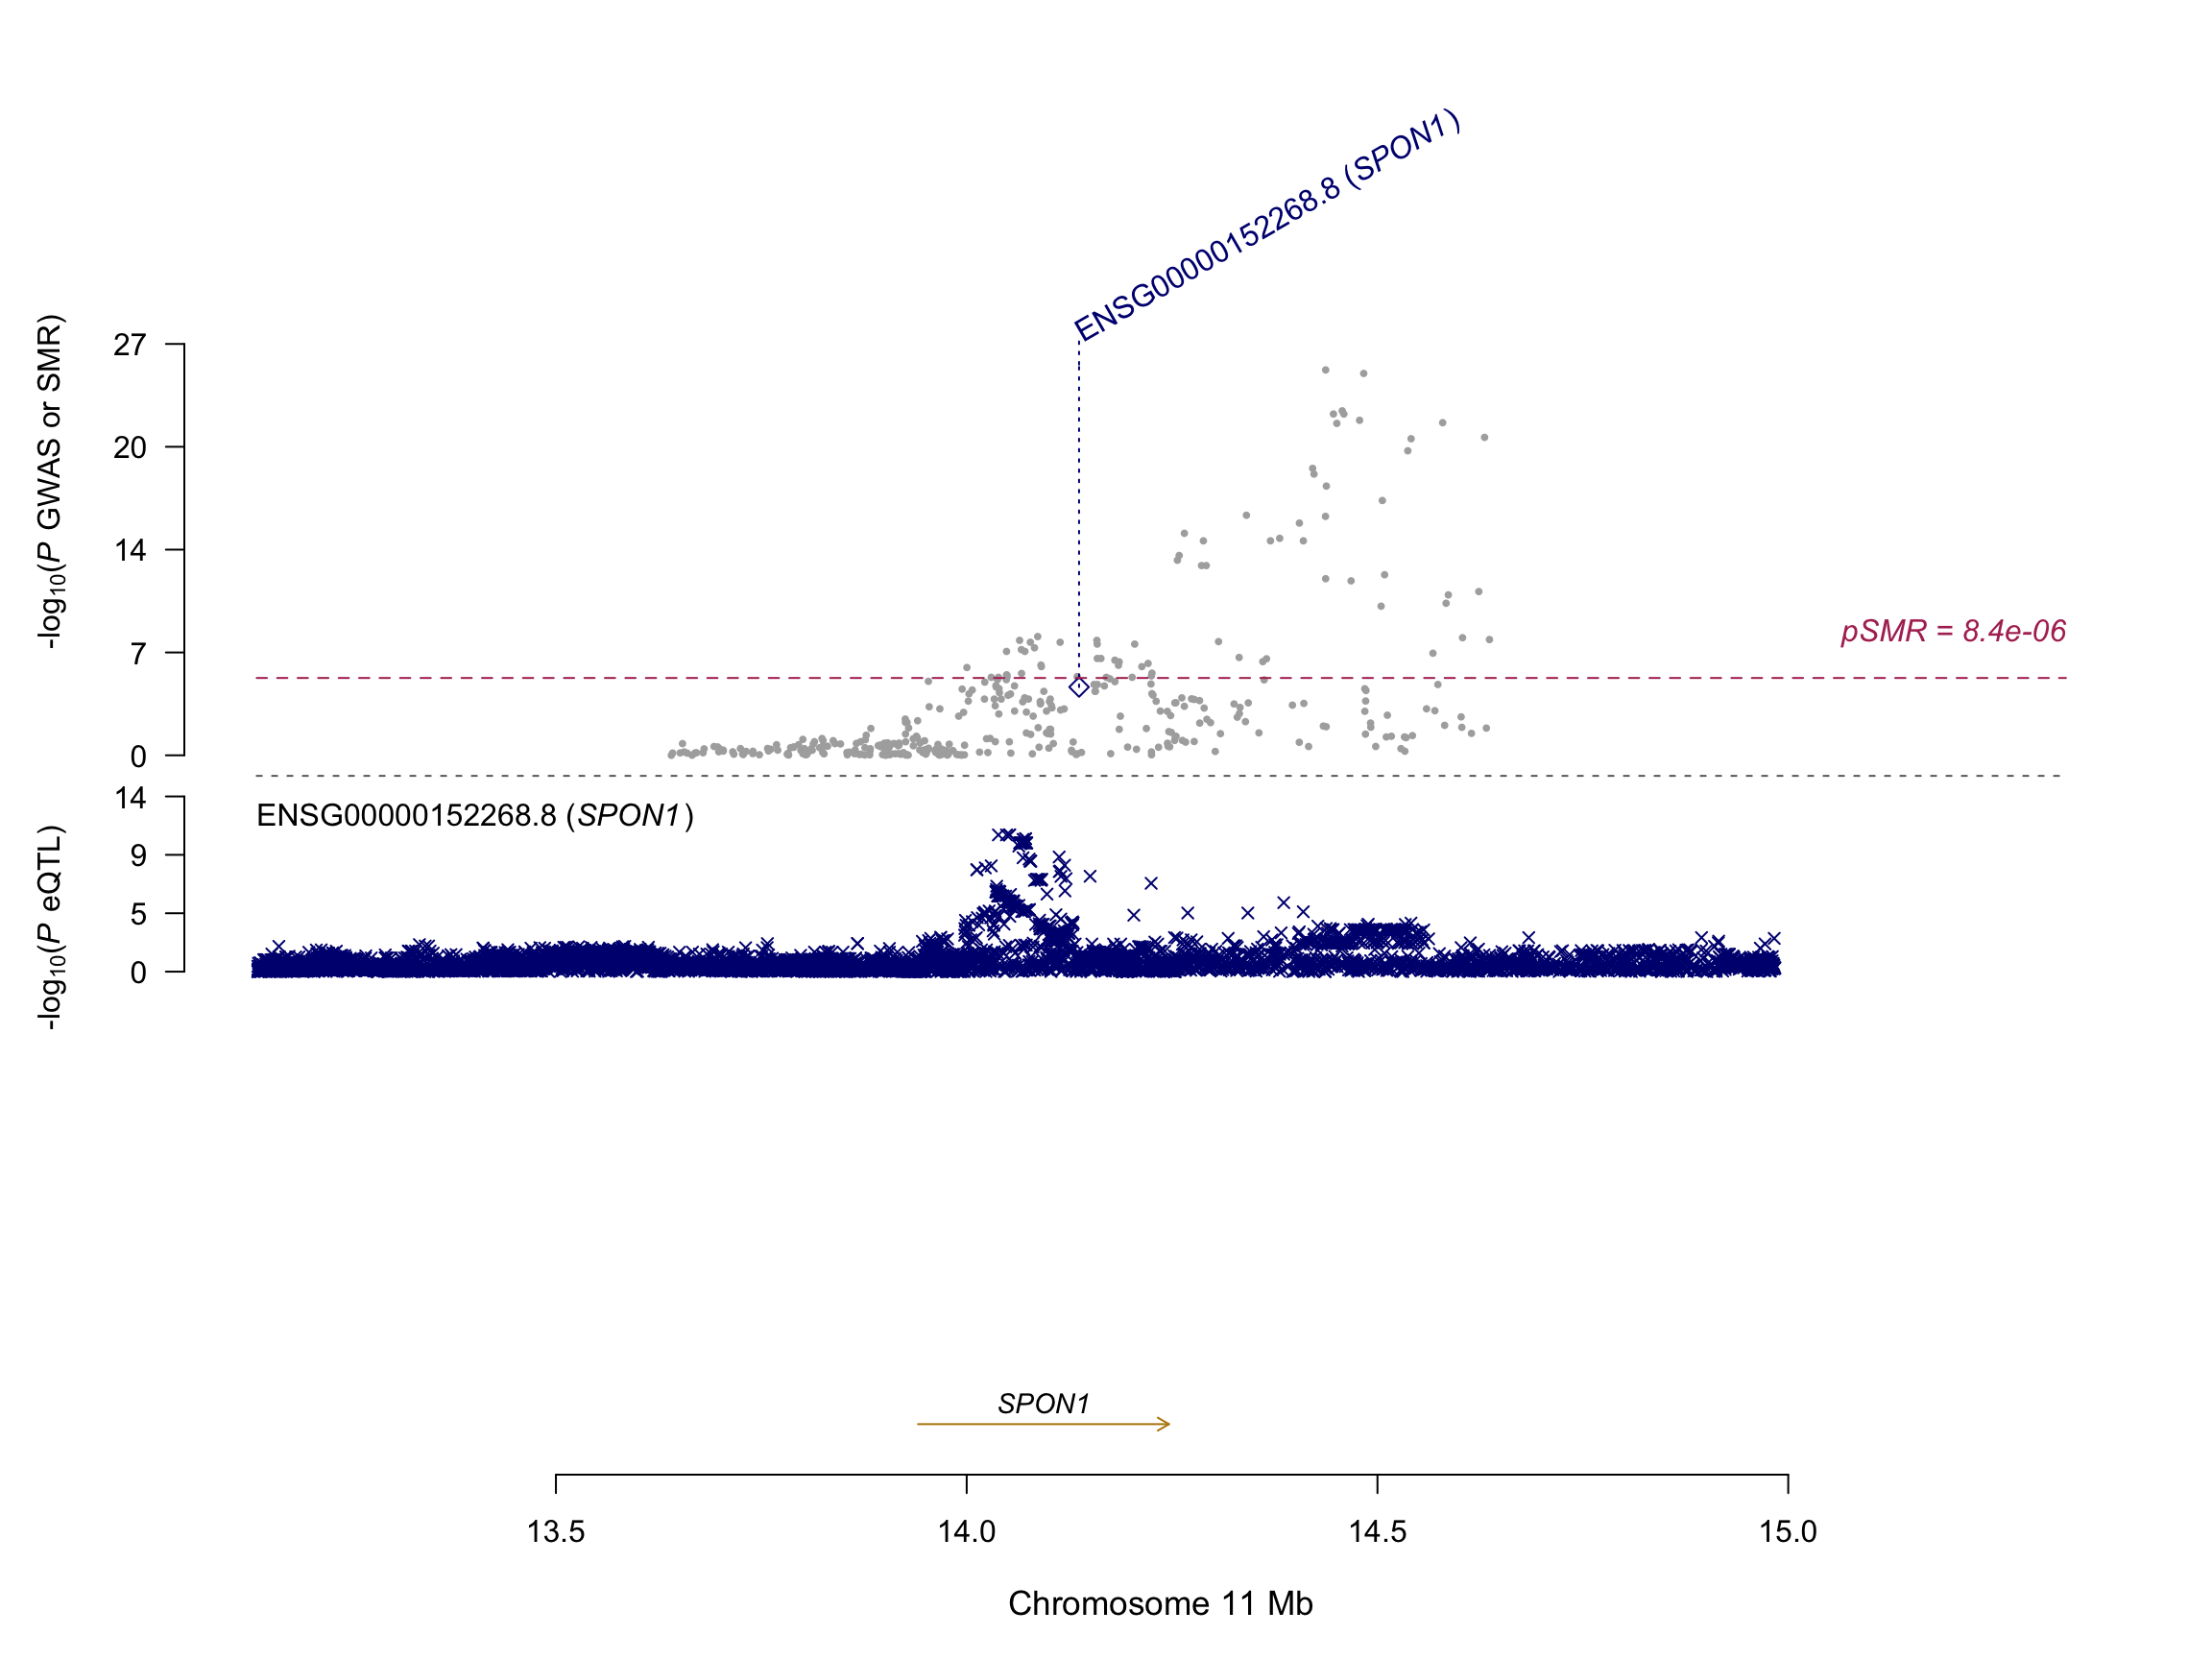 ENSG00000152268.8 (SPON1)
-log10(P GWAS or SMR)
27
20
14
7
0
pSMR = 8.4e-06
-log10(P eQTL)
14
9
5
0
ENSG00000152268.8 (SPON1)
SPON1
13.5 14.0 14.5 15.0
Chromosome 11 Mb